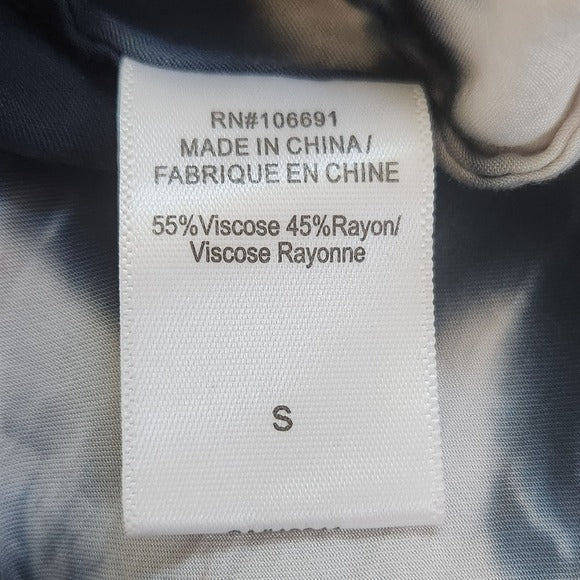 RN#106691
MADE IN CHINA/
FABRIQUE EN CHINE
55%Viscose 45%Rayon/
Viscose Rayonne
S